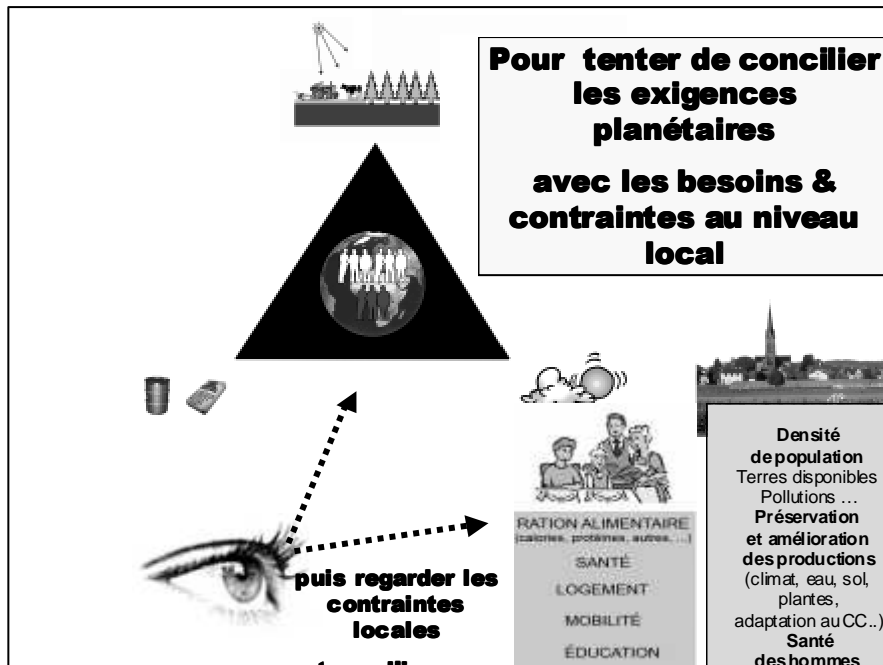 Pour tenter de concilier
les exigences
planétaires
avec les besoins &
contraintes au niveau
local
puis regarder les
contraintes
locales
RATION ALIMENTAIRE
(calories, protéines, autres, ...)
SANTÉ
LOGEMENT
MOBILITÉ
ÉDUCATION
Densité
de population
Terres disponibles
Pollutions ...
Préservation
et amélioration
des productions
(climat, eau, sol,
plantes,
adaptation au CC..)
Santé
des hommes